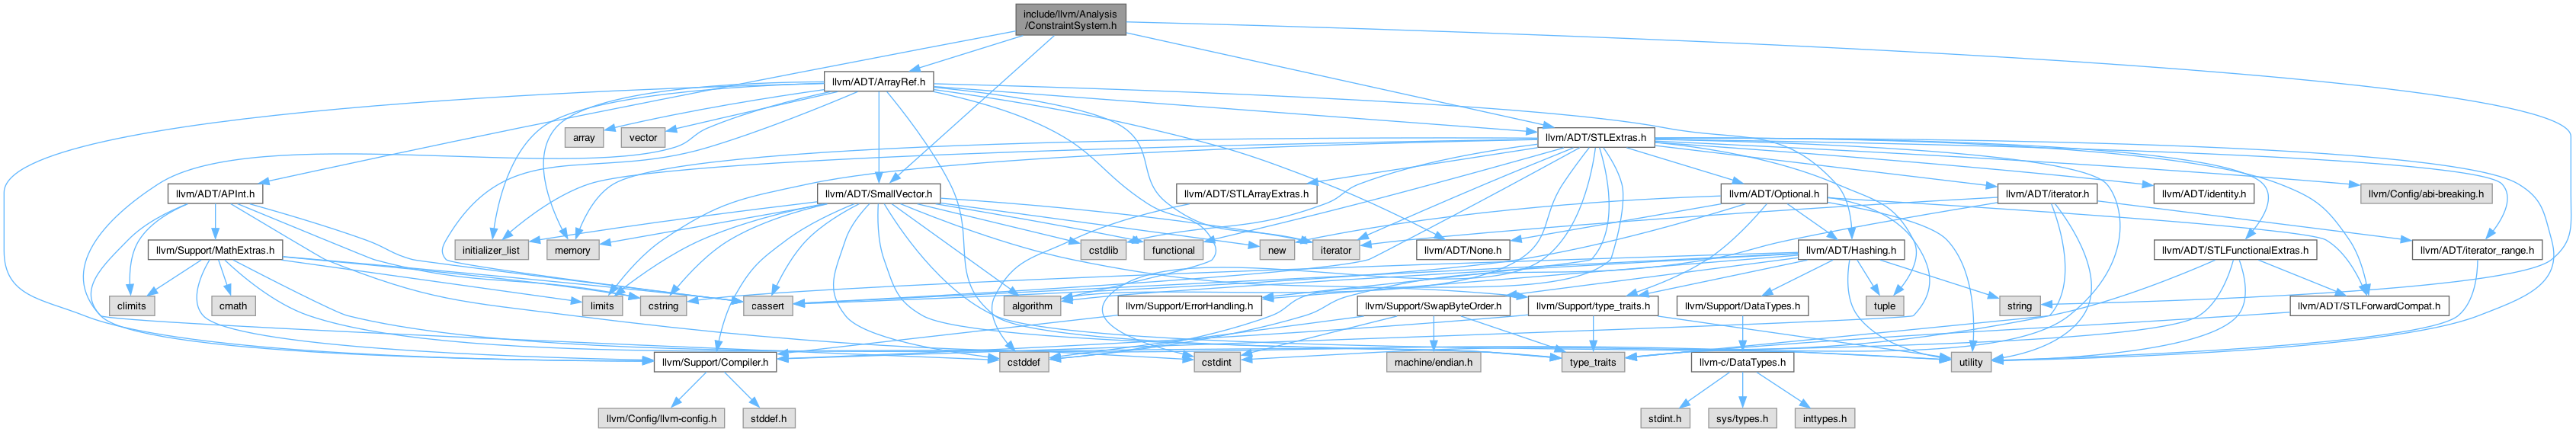 include/llvm/Analysis
/ConstraintSystem.h
llvm/ADT/ArrayRef.h
array
vector
llvm/ADT/STLExtras.h
llvm/ADT/APInt.h
llvm/ADT/SmallVector.h
llvm/ADT/STLArrayExtras.h
llvm/ADT/Optional.h
llvm/ADT/iterator.h
llvm/ADT/identity.h
llvm/Config/abi-breaking.h
llvm/Support/MathExtras.h
initializer_list
memory
cstdlib
functional
new
iterator
llvm/ADT/None.h
llvm/ADT/Hashing.h
llvm/ADT/STLFunctionalExtras.h
llvm/ADT/iterator_range.h
climits
cmath
limits
cstring
cassert
algorithm
llvm/Support/ErrorHandling.h
llvm/Support/SwapByteOrder.h
llvm/Support/type_traits.h
llvm/Support/DataTypes.h
tuple
string
llvm/ADT/STLForwardCompat.h
llvm/Support/Compiler.h
cstddef
cstdint
machine/endian.h
type_traits
llvm-c/DataTypes.h
utility
llvm/Config/llvm-config.h
stddef.h
stdint.h
sys/types.h
inttypes.h